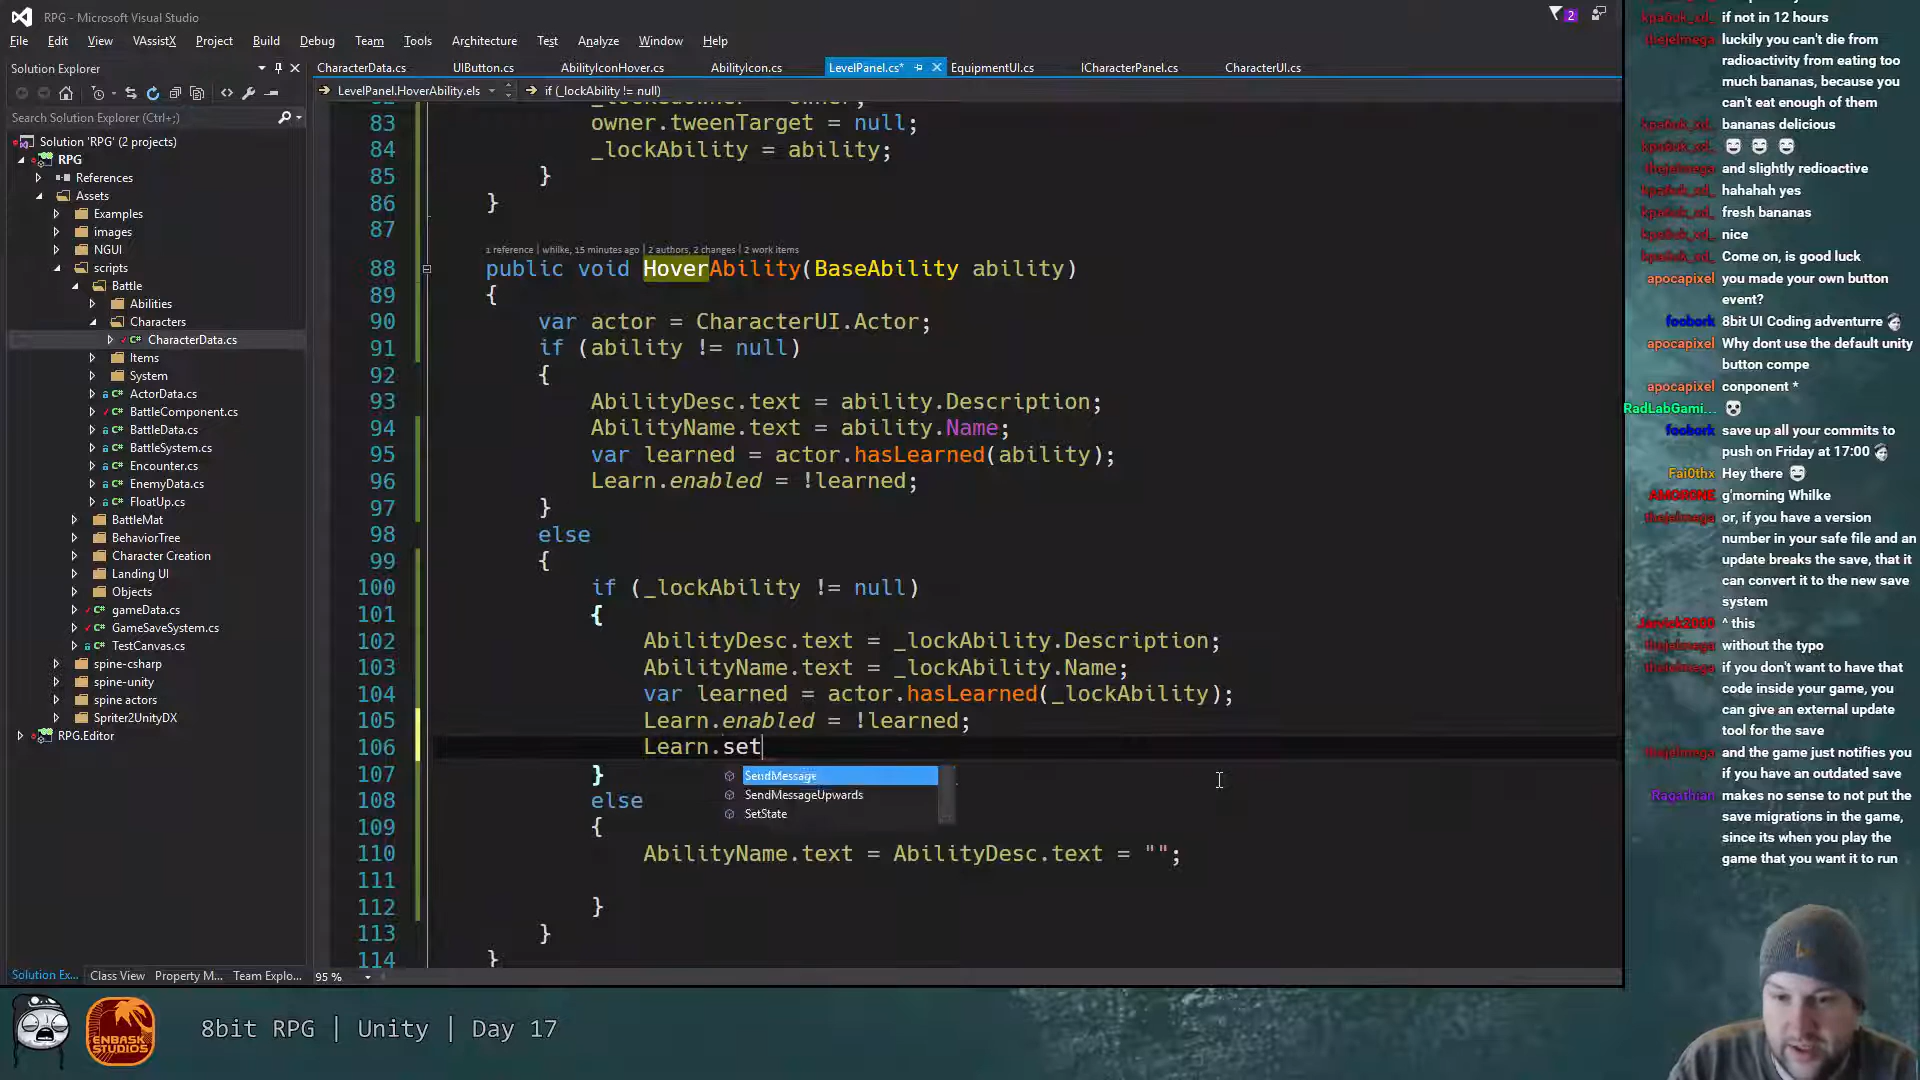 RPG - Microsoft Visual Studio
2
File Edit View VAssistX Project Build Debug Team Tools Architecture Test Analyze Window Help
Solution Explorer
Search Solution Explorer (Ctrl+;)
Solution 'RPG' (2 projects)
RPG
References
Assets
Examples
images
NGUI
scripts
Battle
Abilities
Characters
CharacterData.cs
Items
System
ActorData.cs
BattleComponent.cs
BattleData.cs
BattleSystem.cs
Encounter.cs
EnemyData.cs
FloatUp.cs
BattleMat
BehaviorTree
Character Creation
Landing UI
Objects
gameData.cs
GameSaveSystem.cs
TestCanvas.cs
spine-csharp
spine-unity
spine actors
Spriter2UnityDX
RPG.Editor
Solution Ex... Class View Property M... Team Explo...
CharacterData.cs UIButton.cs AbilityIconHover.cs AbilityIcon.cs LevelPanel.cs* EquipmentUI.cs ICharacterPanel.cs CharacterUI.cs
LevelPanel.HoverAbility.els if (_lockAbility != null)
83 owner.tweenTarget = null;
84 _lockAbility = ability;
85 }
86 }
87
1 reference | whilke, 15 minutes ago | 2 authors, 2 changes | 2 work items
88 public void HoverAbility(BaseAbility ability)
89 {
90 var actor = CharacterUI.Actor;
91 if (ability != null)
92 {
93 AbilityDesc.text = ability.Description;
94 AbilityName.text = ability.Name;
95 var learned = actor.hasLearned(ability);
96 Learn.enabled = !learned;
97 }
98 else
99 {
100 if (_lockAbility != null)
101 {
102 AbilityDesc.text = _lockAbility.Description;
103 AbilityName.text = _lockAbility.Name;
104 var learned = actor.hasLearned(_lockAbility);
105 Learn.enabled = !learned;
106 Learn.set
107 }
SendMessage
SendMessageUpwards
SetState
108 else
109 {
110 AbilityName.text = AbilityDesc.text = "";
111
112 }
113 }
114 }
95 %
if not in 12 hours
thejelmega luckily you can't die from
radioactivity from eating too
much bananas, because you
can't eat enough of them
bananas delicious
thejelmega and slightly redioactive
hahahah yes
fresh bananas
nice
Come on, is good luck
apocapixel you made your own button
event?
foobork 8bit UI Coding adventurre
apocapixel Why dont use the default unity
button compe
apocapixel conponent *
RadLabGami...
foobork save up all your commits to
push on Friday at 17:00
Fai0thx Hey there
g'morning Whilke
thejelmega or, if you have a version
number in your safe file and an
update breaks the save, that it
can convert it to the new save
system
^ this
thejelmega without the typo
thejelmega if you don't want to have that
code inside your game, you
can give an external update
tool for the save
thejelmega and the game just notifies you
if you have an outdated save
Ragathian makes no sense to not put the
save migrations in the game,
since its when you play the
game that you want it to run
ENBASK
STUDIOS
8bit RPG | Unity | Day 17